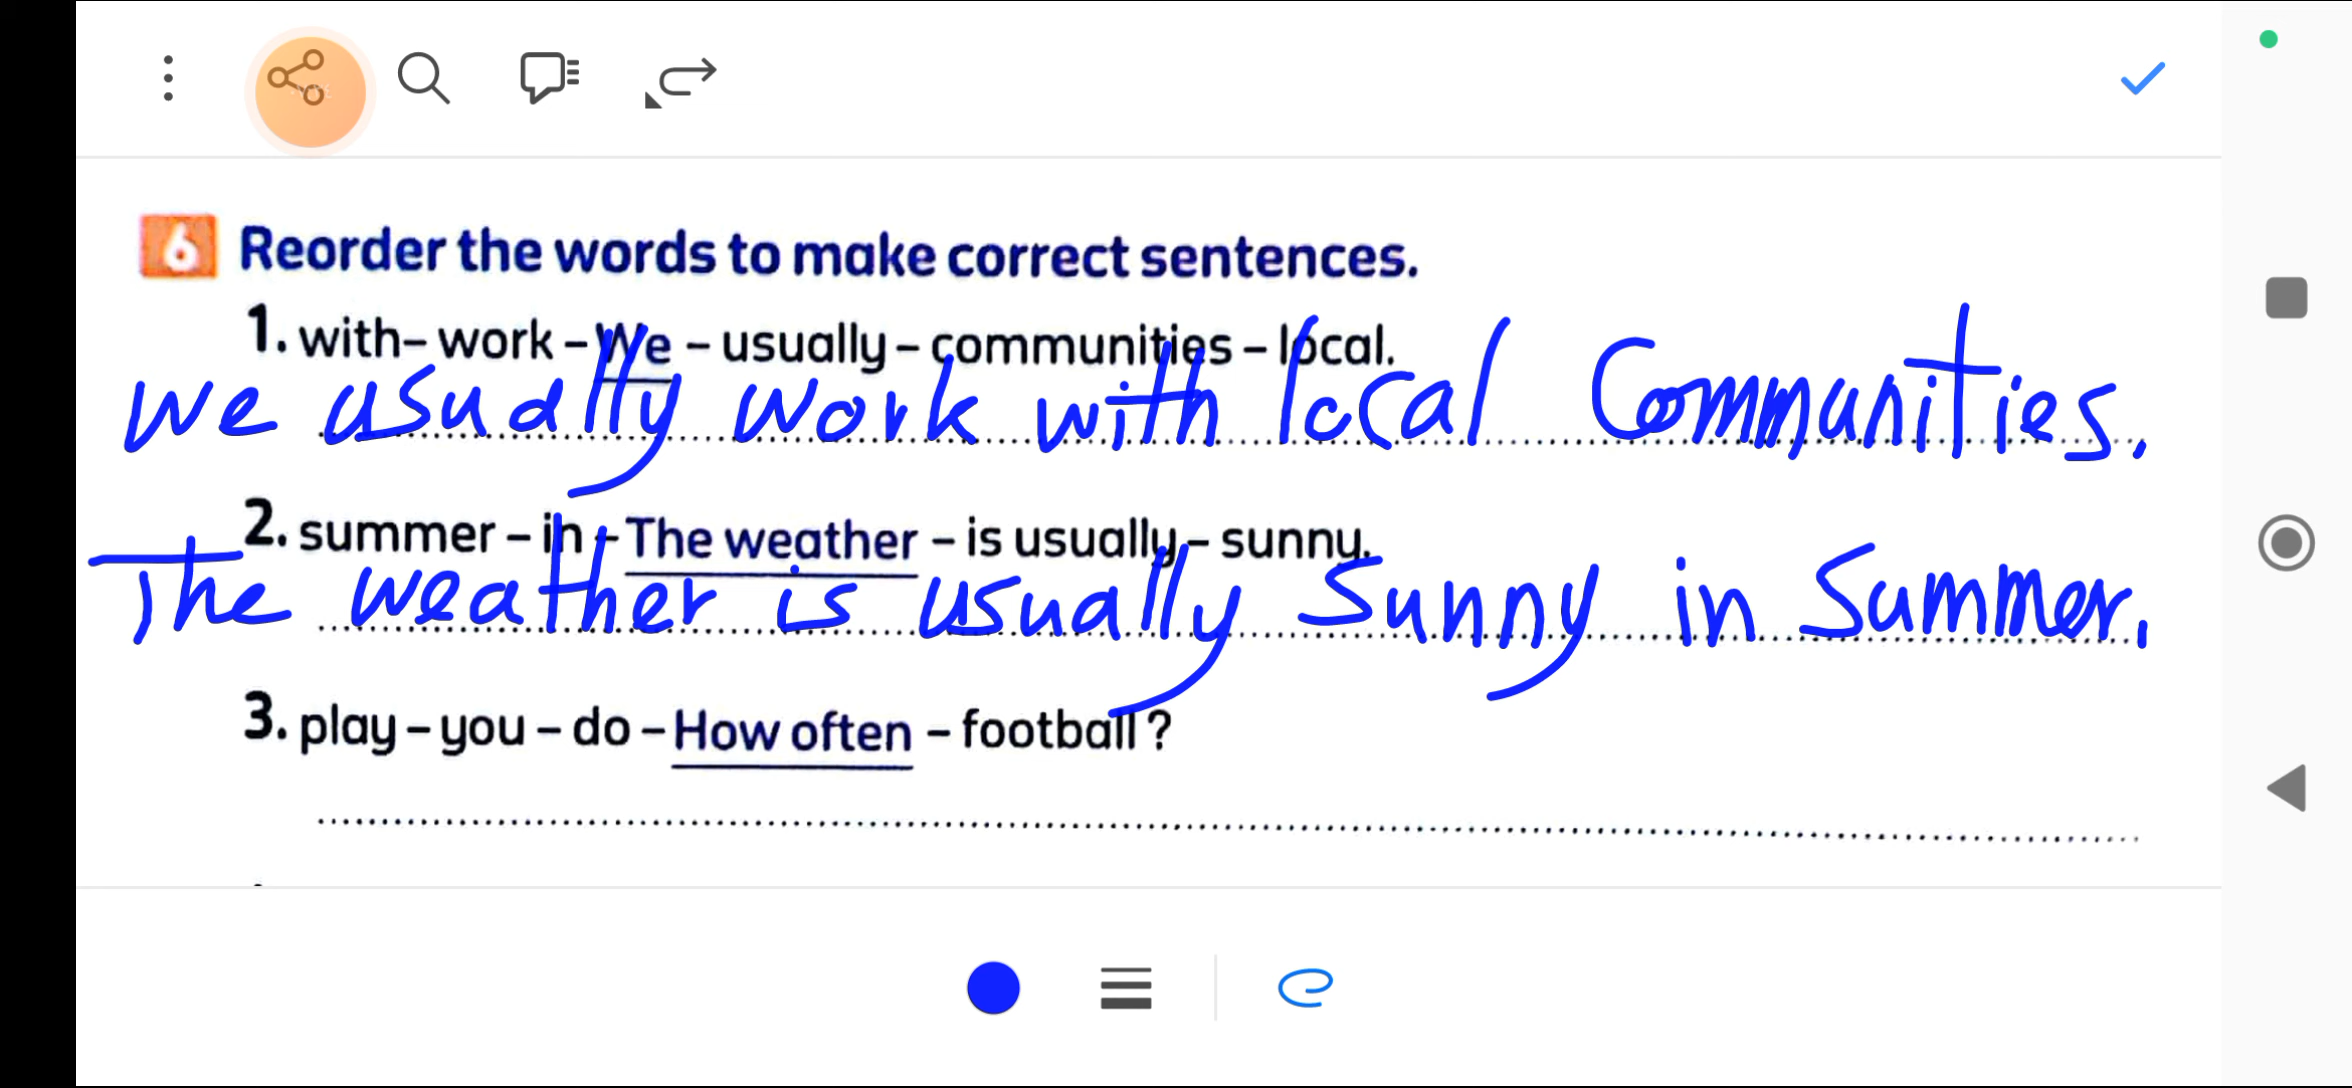 6 Reorder the words to make correct sentences.
1. with– work – We – usually – communities – local.
We usually work with local Communities.
2. summer – in – The weather – is usually – sunny.
The weather is usually sunny in Summer.
3. play – you – do – How often – football ?